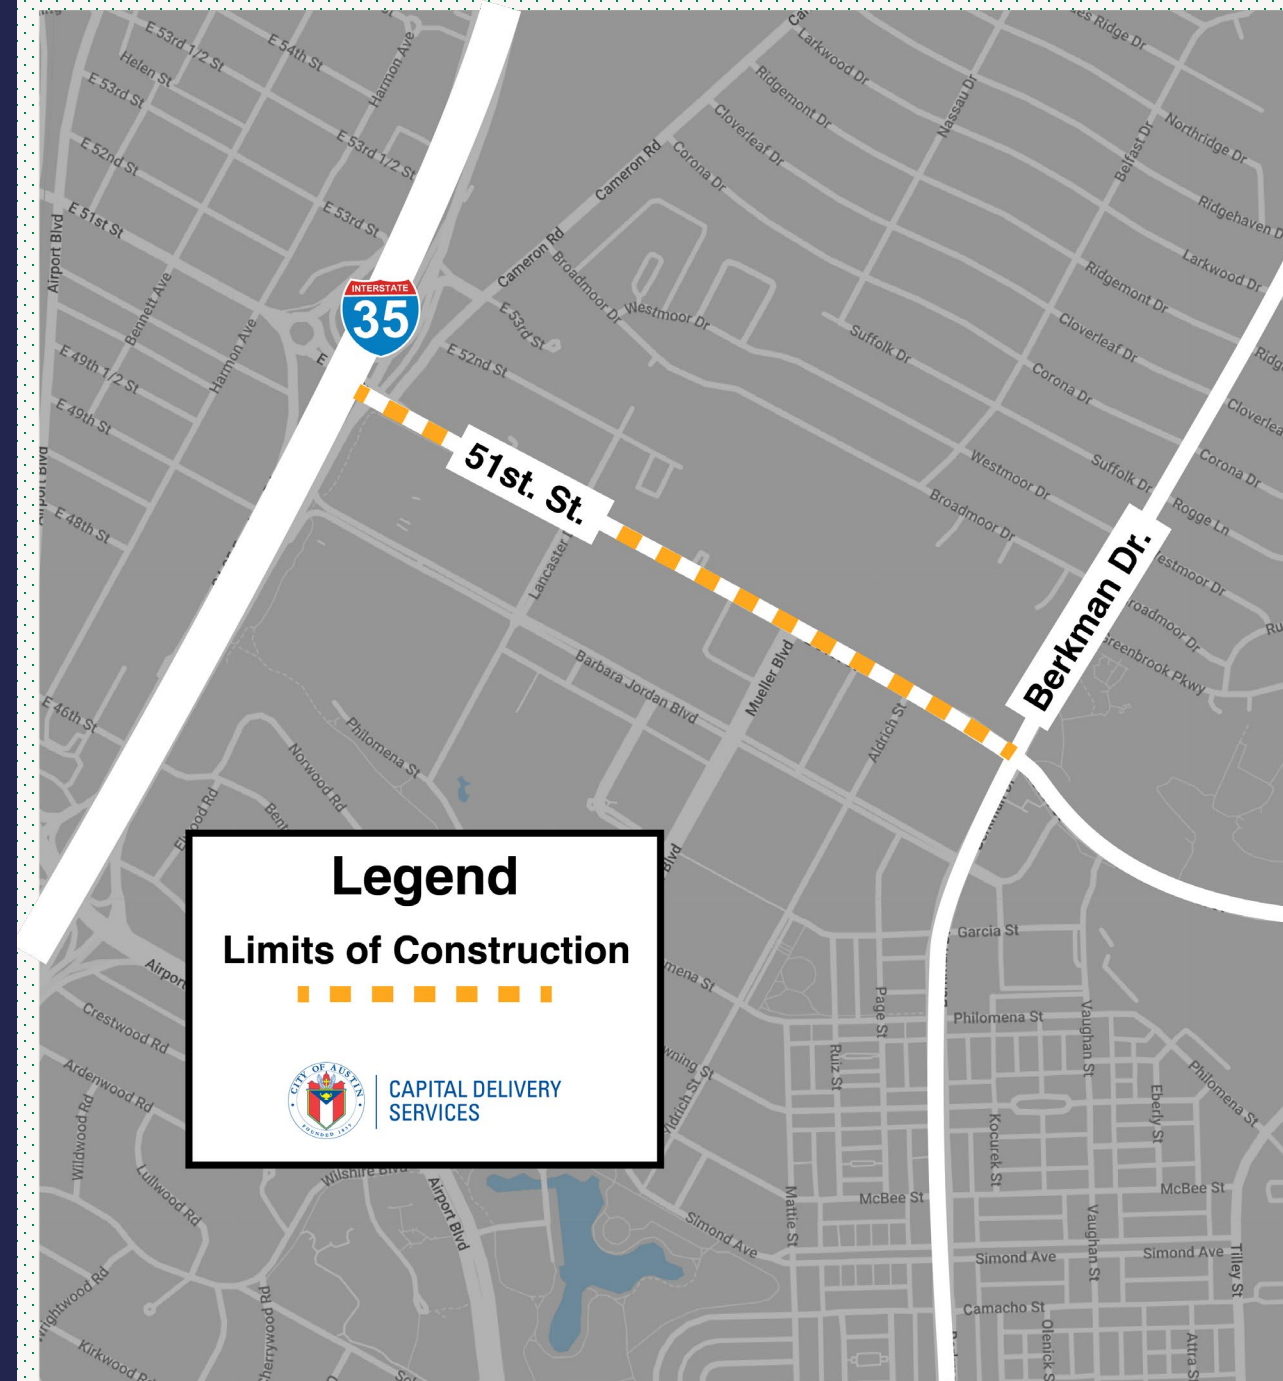 E 53rd 1/2 St
E 54th St
Harmon Ave
Helen St
E 53rd St
E 52nd St
E 53rd 1/2 St
E 51st St
E 53rd St
Airport Blvd
Bennett Ave
Harmon Ave
E 49th 1/2 St
E 49th St
E 48th St
E 46th St
INTERSTATE
35
Cameron Rd
Cameron Rd
Larkwood Dr
Ridgemont Dr
Cloverleaf Dr
Corona Dr
Nassau Dr
Belfast Dr
Northridge Dr
Larkwood Dr
Ridgemont Dr
Cloverleaf Dr
Corona Dr
Suffolk Dr
Broadmoor Dr
Westmoor Dr
E 53rd St
E 52nd St
Suffolk Dr
Corona Dr
Rogge Ln
Westmoor Dr
Broadmoor Dr
51st. St.
Berkman Dr.
Barbara Jordan Blvd
Mueller Blvd
Aldrich St
Philomena St
Norwood Rd
Legend
Limits of Construction
CITY OF AUSTIN
FOUNDED 1839
CAPITAL DELIVERY
SERVICES
Garcia St
Philomena St
Page St
Ruiz St
Vaughan St
Kocurek St
Eberly St
Philomena St
McBee St
McBee St
Mattie St
Vaughan St
Simond Ave
Simond Ave
Simond Ave
Tilley St
Camacho St
Crestwood Rd
Ardenwood Rd
Wildwood Rd
Lullwood Rd
Airport Blvd